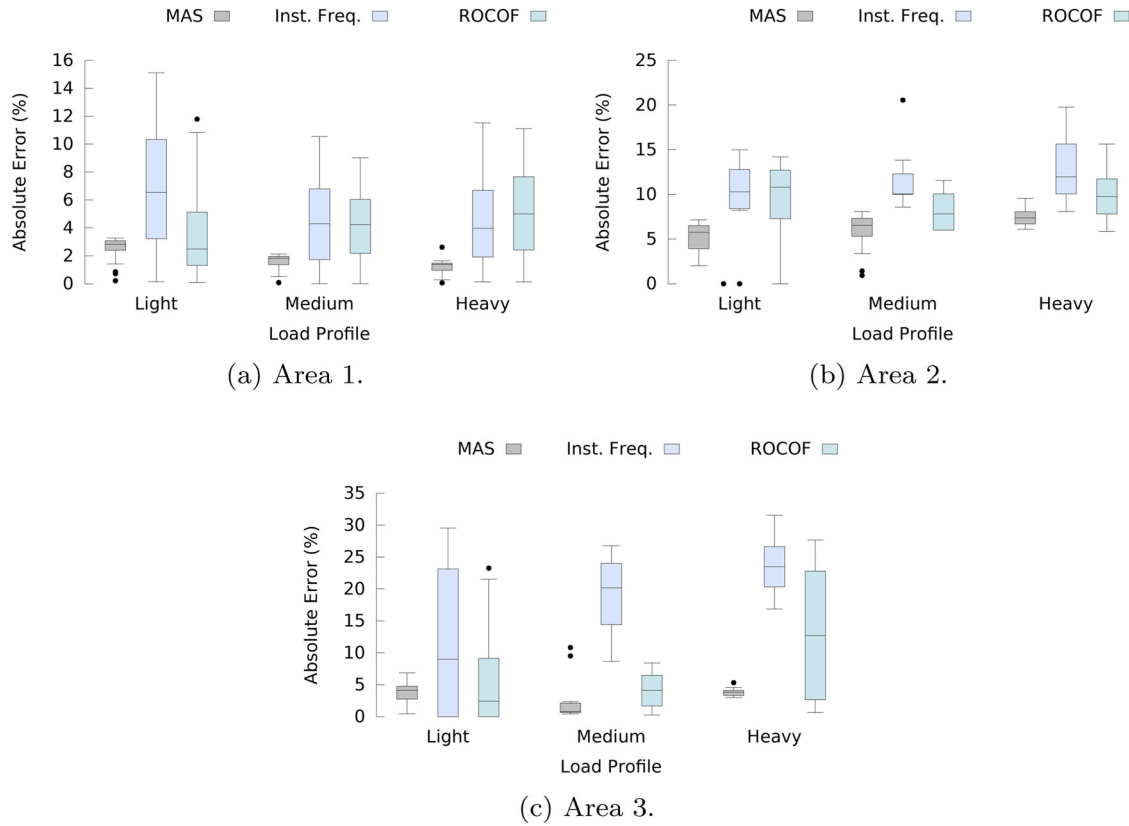 MAS Inst. Freq. ROCOF
16
14
12
10
8
6
4
2
0
Absolute Error (%)
Light Medium Heavy
Load Profile
(a) Area 1.
MAS Inst. Freq. ROCOF
25
20
15
10
5
0
Absolute Error (%)
Light Medium Heavy
Load Profile
(b) Area 2.
MAS Inst. Freq. ROCOF
35
30
25
20
15
10
5
0
Absolute Error (%)
Light Medium Heavy
Load Profile
(c) Area 3.